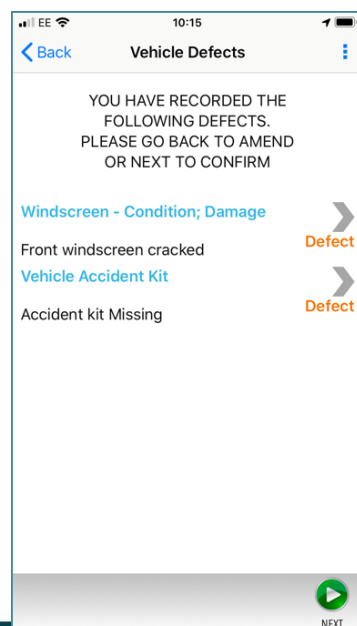 EE 10:15
Back Vehicle Defects
YOU HAVE RECORDED THE
FOLLOWING DEFECTS.
PLEASE GO BACK TO AMEND
OR NEXT TO CONFIRM
Windscreen - Condition; Damage
Defect
Front windscreen cracked
Vehicle Accident Kit
Defect
Accident kit Missing
NEXT